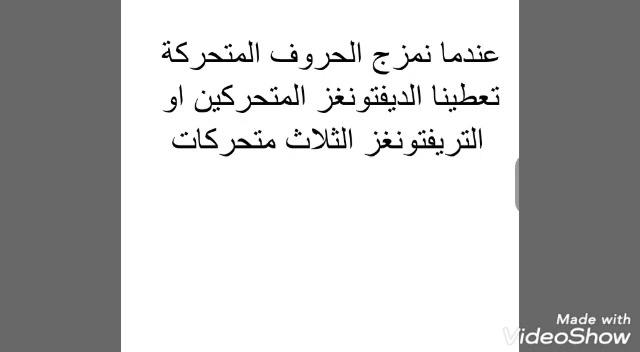 عندما نمزج الحروف المتحركة
تعطينا الديفتونغز المتحركين او
التريفتونغز الثلاث متحركات
Made with
VideoShow